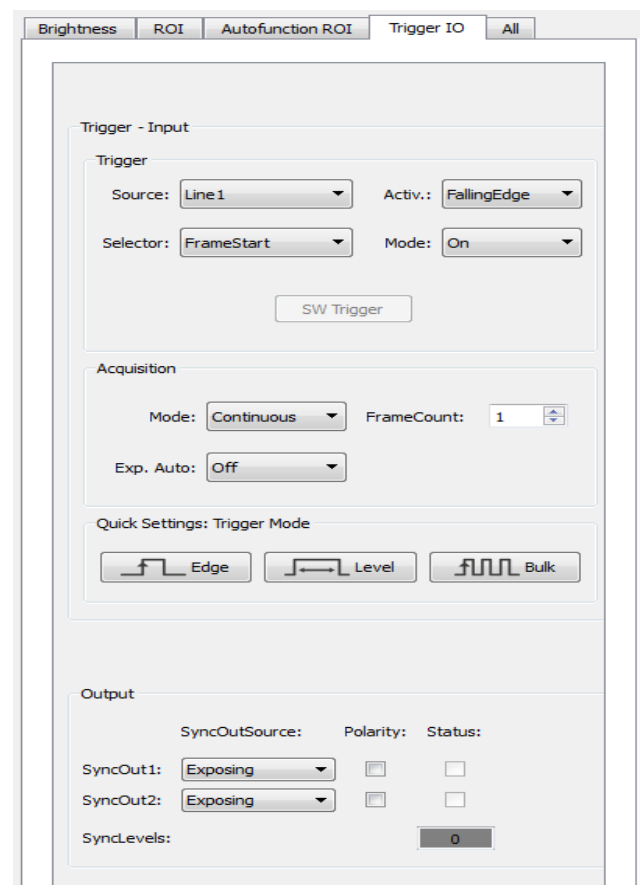 Brightness ROI Autofunction ROI Trigger IO All
Trigger - Input
Trigger
Source: Line1 Activ.: FallingEdge
Selector: FrameStart Mode: On
SW Trigger
Acquisition
Mode: Continuous FrameCount: 1
Exp. Auto: Off
Quick Settings: Trigger Mode
Edge Level Bulk
Output
SyncOutSource: Polarity: Status:
SyncOut1: Exposing
SyncOut2: Exposing
SyncLevels: 0